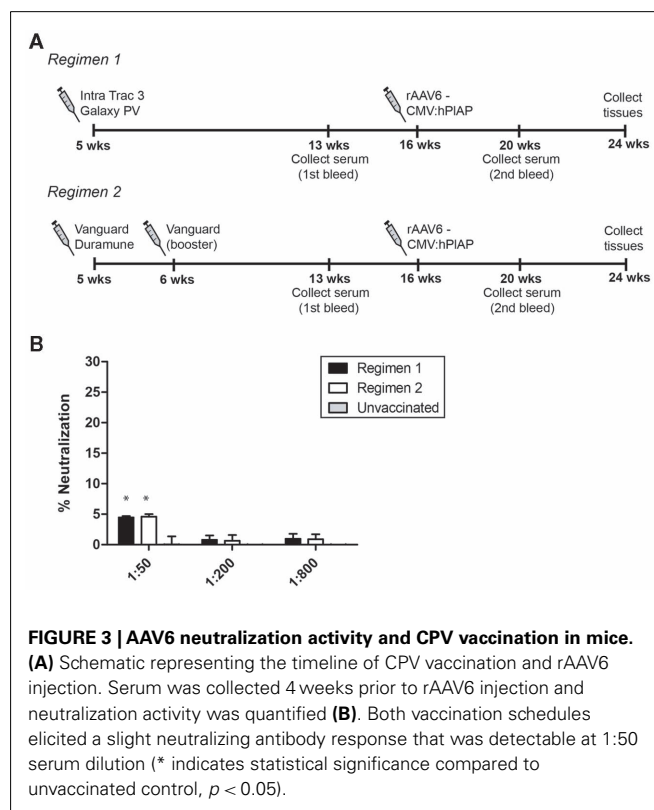 A
Regimen 1
Intra Trac 3
Galaxy PV
rAAV6 -
CMV:hPlAP
Collect
tissues
5 wks
13 wks
Collect serum
(1st bleed)
16 wks
20 wks
Collect serum
(2nd bleed)
24 wks
Regimen 2
Vanguard
Duramune
Vanguard
(booster)
rAAV6 -
CMV:hPlAP
Collect
tissues
5 wks
6 wks
13 wks
Collect serum
(1st bleed)
16 wks
20 wks
Collect serum
(2nd bleed)
24 wks
B
% Neutralization
30
25
20
15
10
5
0
* *
1:50
1:200
1:800
Regimen 1
Regimen 2
Unvaccinated
FIGURE 3 | AAV6 neutralization activity and CPV vaccination in mice.
(A) Schematic representing the timeline of CPV vaccination and rAAV6
injection. Serum was collected 4 weeks prior to rAAV6 injection and
neutralization activity was quantified (B). Both vaccination schedules
elicited a slight neutralizing antibody response that was detectable at 1:50
serum dilution (* indicates statistical significance compared to
unvaccinated control, p < 0.05).